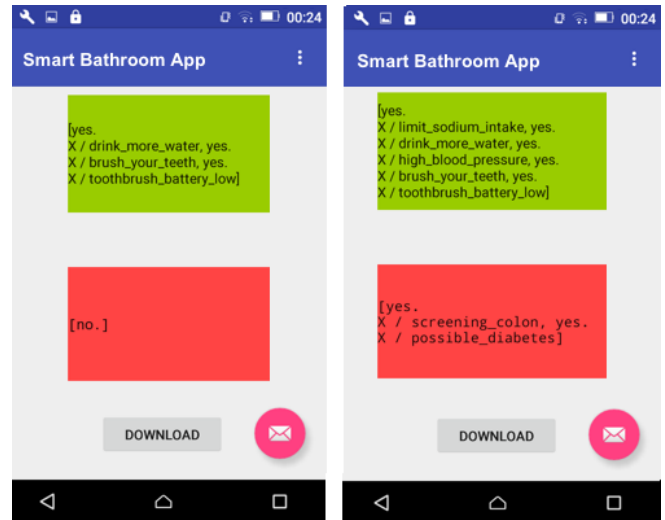 00:24
Smart Bathroom App
[yes.
X / drink_more_water, yes.
X / brush_your_teeth, yes.
X / toothbrush_battery_low]
[no.]
DOWNLOAD
00:24
Smart Bathroom App
[yes.
X / limit_sodium_intake, yes.
X / drink_more_water, yes.
X / high_blood_pressure, yes.
X / brush_your_teeth, yes.
X / toothbrush_battery_low]
[yes.
X / screening_colon, yes.
X / possible_diabetes]
DOWNLOAD